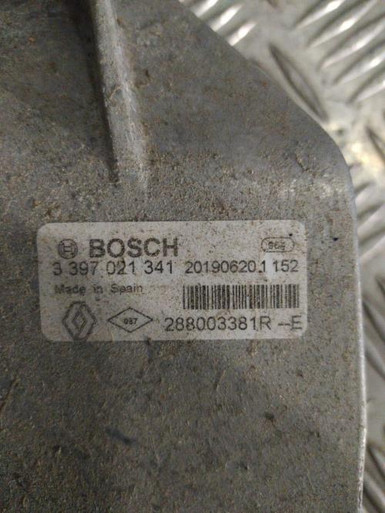 BOSCH
3 397 021 341 20190620.1 152
Made in Spain
288003381R --E